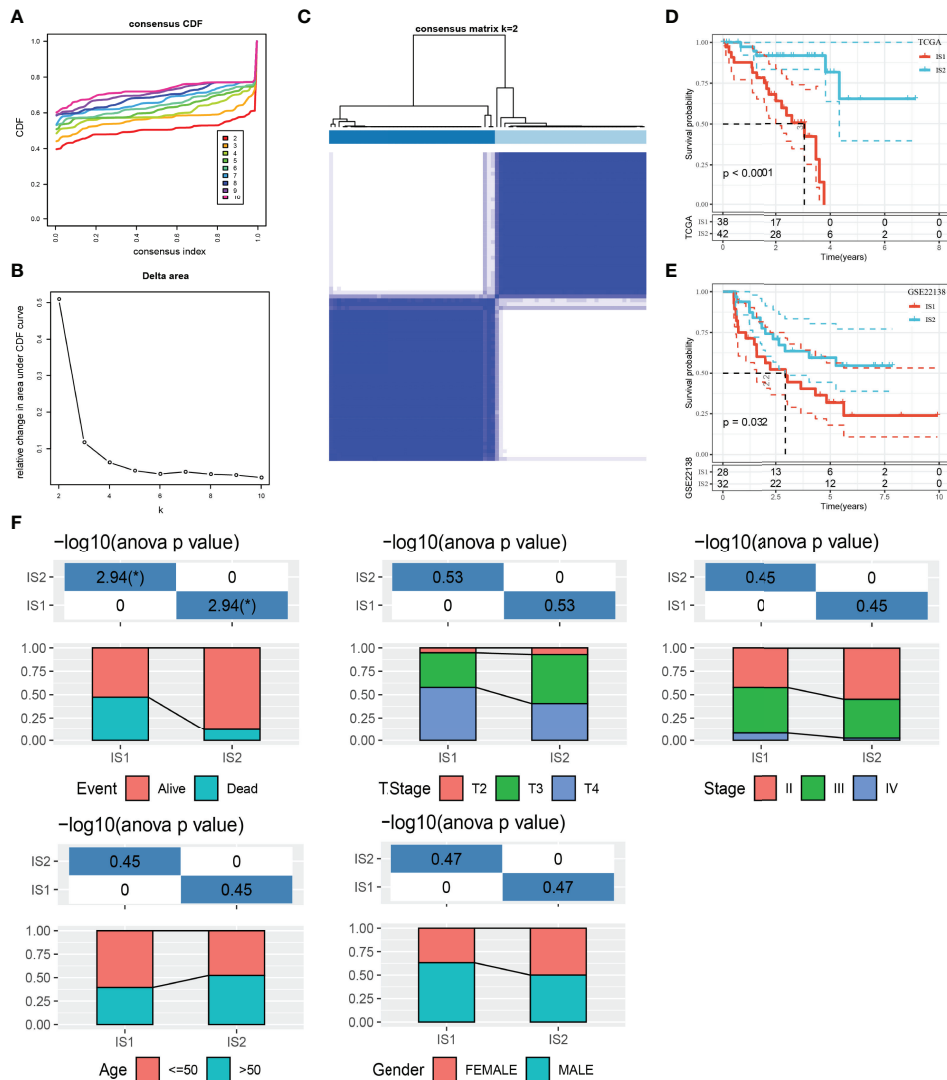 A
consensus CDF
CDF
1.0
0.8
0.6
0.4
0.2
0.0
2
3
4
5
6
7
8
9
10
0.0 0.2 0.4 0.6 0.8 1.0
consensus index
B
Delta area
relative change in area under CDF curve
0.5
0.4
0.3
0.2
0.1
2 4 6 8 10
k
C
consensus matrix k=2
D
TCGA
IS1
IS2
Survival probability
1.00
0.75
0.50
0.25
0.00
p < 0.0001
TCGA
IS1 38 17 0 0 0
IS2 42 28 6 2 0
0 2 4 6 8
Time(years)
E
GSE22138
IS1
IS2
Survival probability
1.00
0.75
0.50
0.25
0.00
p = 0.032
GSE22138
IS1 28 13 6 2 0
IS2 32 22 12 2 0
0 2.5 5 7.5 10
Time(years)
F
−log10(anova p value)
IS2 2.94(*) 0
IS1 0 2.94(*)
1.00
0.75
0.50
0.25
0.00
IS1 IS2
Event Alive Dead
−log10(anova p value)
IS2 0.53 0
IS1 0 0.53
1.00
0.75
0.50
0.25
0.00
IS1 IS2
T.Stage T2 T3 T4
−log10(anova p value)
IS2 0.45 0
IS1 0 0.45
1.00
0.75
0.50
0.25
0.00
IS1 IS2
Stage II III IV
−log10(anova p value)
IS2 0.45 0
IS1 0 0.45
1.00
0.75
0.50
0.25
0.00
IS1 IS2
Age <=50 >50
−log10(anova p value)
IS2 0.47 0
IS1 0 0.47
1.00
0.75
0.50
0.25
0.00
IS1 IS2
Gender FEMALE MALE